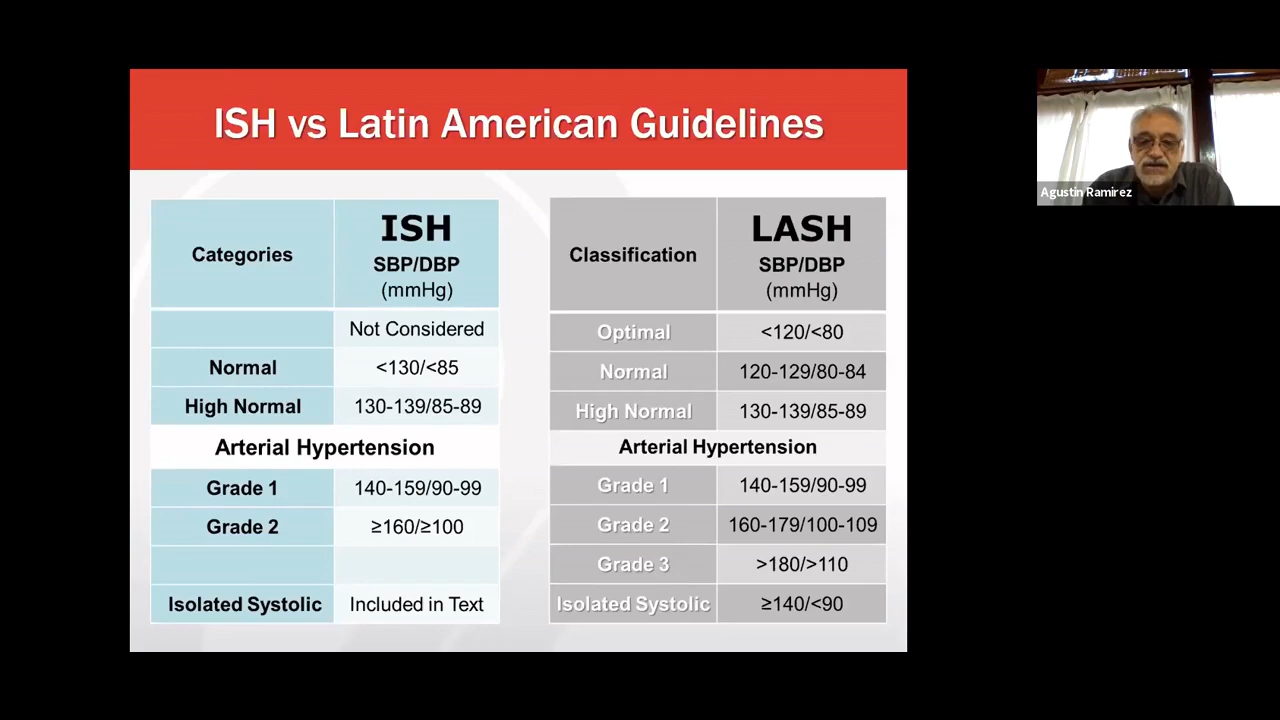 ISH vs Latin American Guidelines
Categories
ISH
SBP/DBP
(mmHg)
Not Considered
Normal
<130/<85
High Normal
130-139/85-89
Arterial Hypertension
Grade 1
140-159/90-99
Grade 2
≥160/≥100
Isolated Systolic
Included in Text
Classification
LASH
SBP/DBP
(mmHg)
Optimal
<120/<80
Normal
120-129/80-84
High Normal
130-139/85-89
Arterial Hypertension
Grade 1
140-159/90-99
Grade 2
160-179/100-109
Grade 3
>180/>110
Isolated Systolic
≥140/<90
Agustin Ramirez